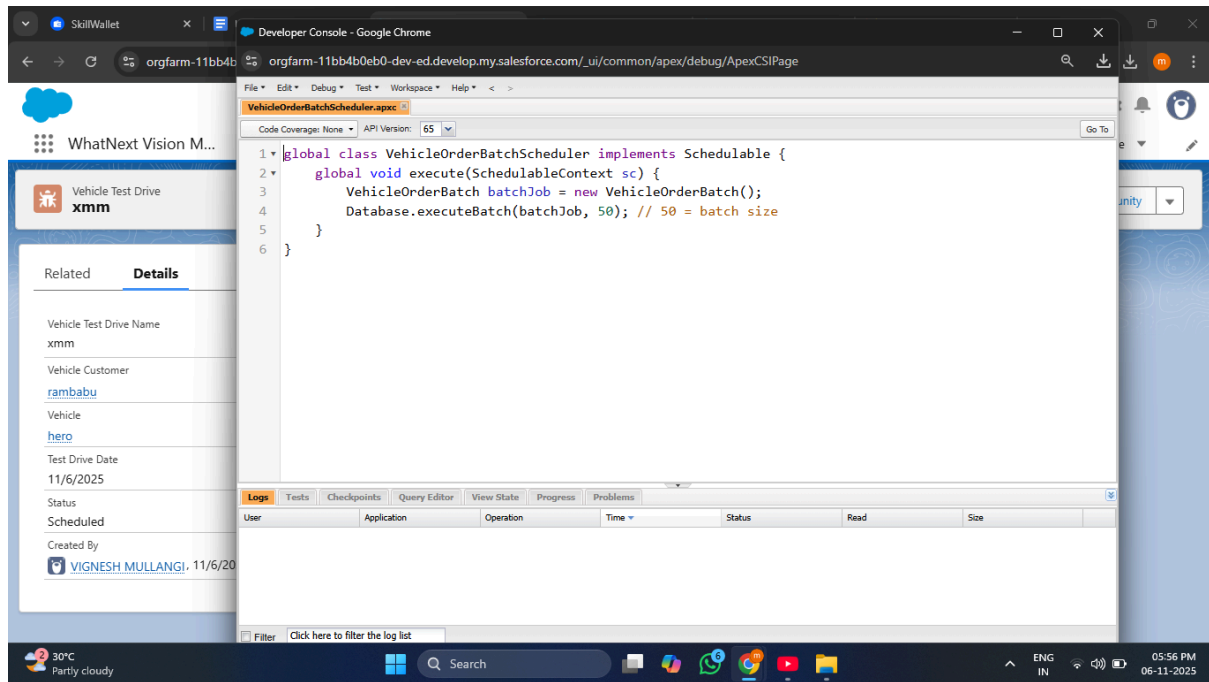 SkillWallet
Developer Console - Google Chrome
orgfarm-11bb4b
orgfarm-11bb4b0eb0-dev-ed.develop.my.salesforce.com/_ui/common/apex/debug/ApexCSIPage
m
File Edit Debug Test Workspace Help < >
VehicleOrderBatchScheduler.apxc
Code Coverage: None API Version: 65 Go To
WhatNext Vision M...
1 global class VehicleOrderBatchScheduler implements Schedulable {
2 global void execute(SchedulableContext sc) {
3 VehicleOrderBatch batchJob = new VehicleOrderBatch();
4 Database.executeBatch(batchJob, 50); // 50 = batch size
5 }
6 }
Vehicle Test Drive
xmm
unity
Related Details
Vehicle Test Drive Name
xmm
Vehicle Customer
rambabu
Vehicle
hero
Test Drive Date
11/6/2025
Status
Scheduled
Created By
VIGNESH MULLANGI, 11/6/20
Logs Tests Checkpoints Query Editor View State Progress Problems
User Application Operation Time Status Read Size
Filter Click here to filter the log list
2
30°C
Partly cloudy
Search
6
m
ENG
IN
05:56 PM
06-11-2025